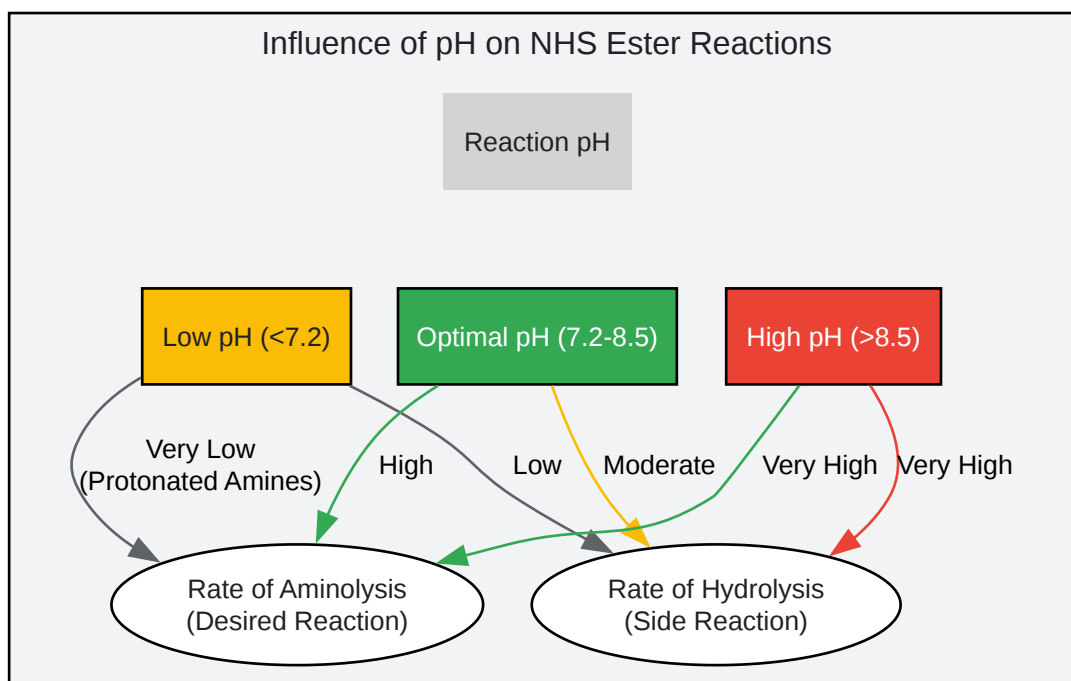 Influence of pH on NHS Ester Reactions
Reaction pH
Low pH (<7.2)
Optimal pH (7.2-8.5)
High pH (>8.5)
Very Low
(Protonated Amines)
High
Low
Moderate
Very High
Very High
Rate of Aminolysis
(Desired Reaction)
Rate of Hydrolysis
(Side Reaction)